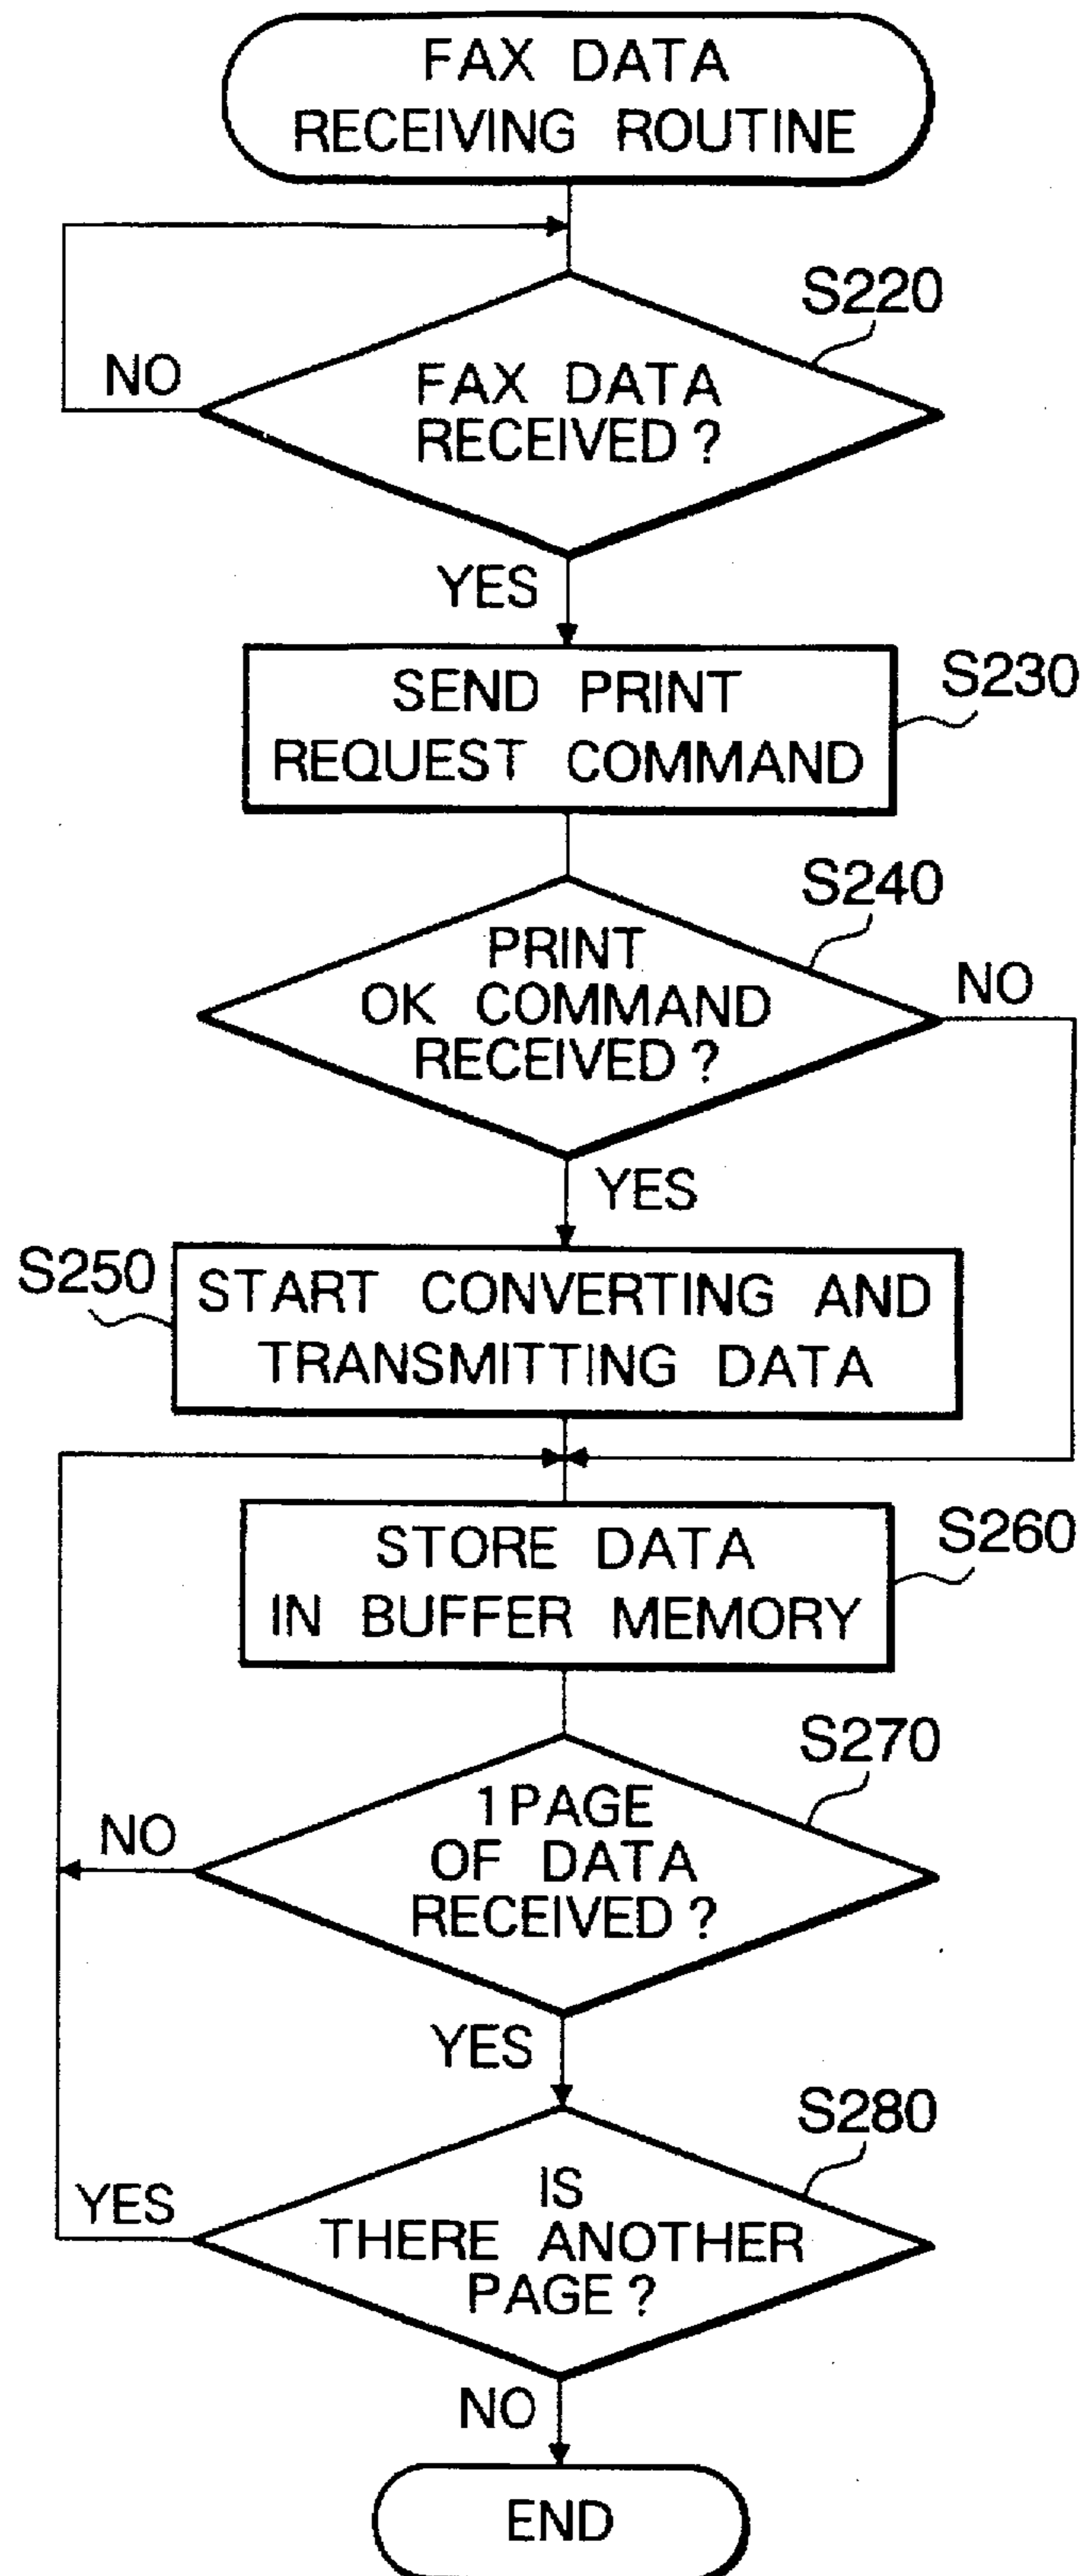 FAX DATA
RECEIVING ROUTINE
S220
NO
FAX DATA
RECEIVED?
YES
SEND PRINT
REQUEST COMMAND
S230
S240
PRINT
OK COMMAND
RECEIVED?
NO
YES
S250
START CONVERTING AND
TRANSMITTING DATA
STORE DATA
IN BUFFER MEMORY
S260
S270
1 PAGE
OF DATA
RECEIVED?
NO
YES
S280
IS
THERE ANOTHER
PAGE?
YES
NO
END